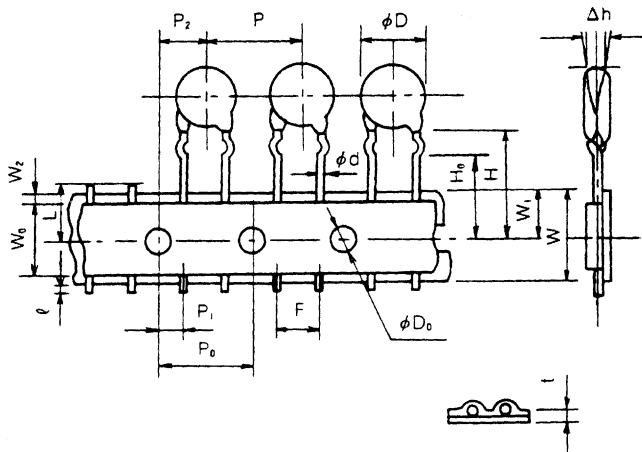 P₂
P
φD
Δh
W₂
L
W₀
ℓ
φd
H₀
H
W₁
W
P₁
F
P₀
φD₀
t